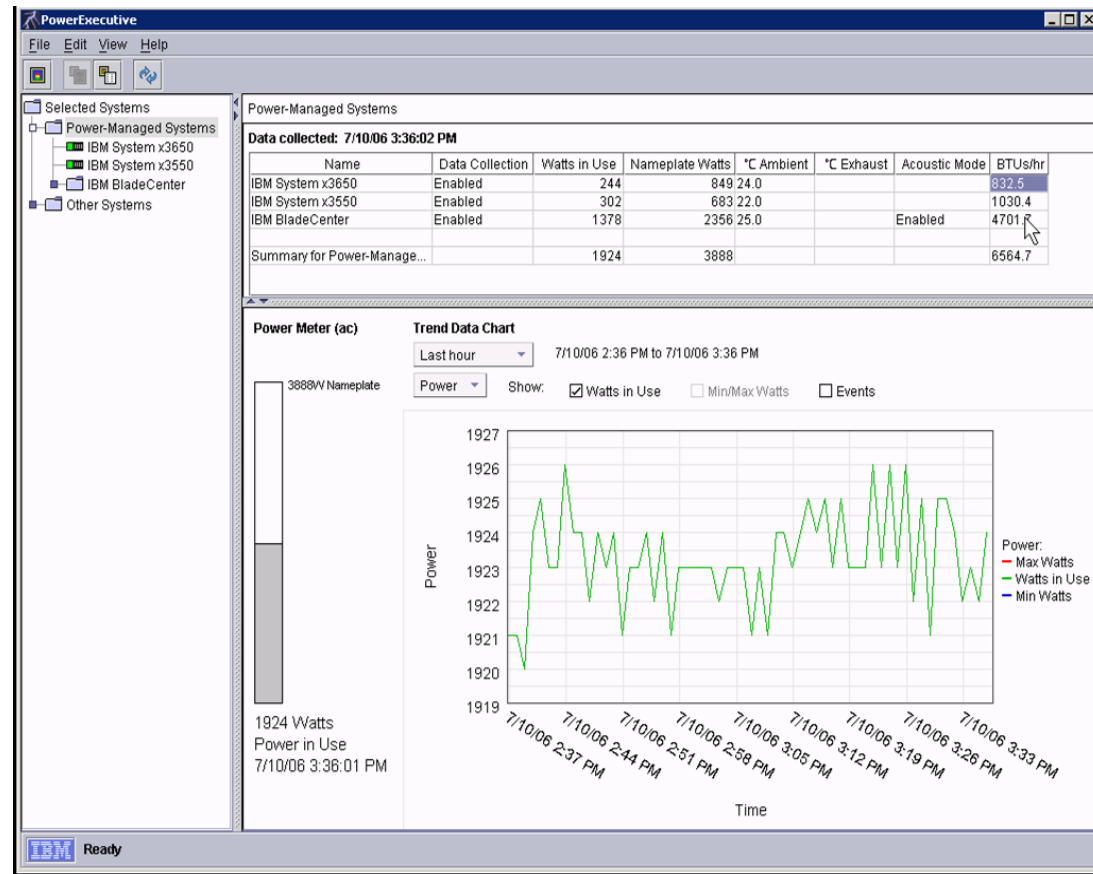 PowerExecutive
File Edit View Help
Selected Systems
Power-Managed Systems
IBM System x3650
IBM System x3550
IBM BladeCenter
Other Systems
Power-Managed Systems
Data collected: 7/10/06 3:36:02 PM
Name Data Collection Watts in Use Nameplate Watts °C Ambient °C Exhaust Acoustic Mode BTUs/hr
IBM System x3650 Enabled 244 849 24.0 832.5
IBM System x3550 Enabled 302 683 22.0 1030.4
IBM BladeCenter Enabled 1378 2356 25.0 Enabled 4701.7
Summary for Power-Manage... 1924 3888 6564.7
Power Meter (ac)
3888W Nameplate
1924 Watts
Power in Use
7/10/06 3:36:01 PM
Trend Data Chart
Last hour 7/10/06 2:36 PM to 7/10/06 3:36 PM
Power Show: Watts in Use Min/Max Watts Events
1927
1926
1925
1924
1923
1922
1921
1920
1919
Power
7/10/06 2:37 PM
7/10/06 2:44 PM
7/10/06 2:51 PM
7/10/06 2:58 PM
7/10/06 3:05 PM
7/10/06 3:12 PM
7/10/06 3:19 PM
7/10/06 3:26 PM
7/10/06 3:33 PM
Time
Power:
Max Watts
Watts in Use
Min Watts
IBM Ready